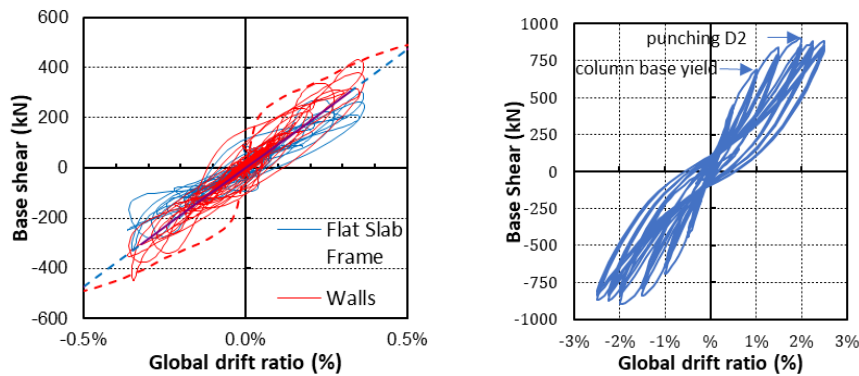 600
400
200
0
-200
-400
-600
-0.5%
0.0%
0.5%
Base shear (kN)
Global drift ratio (%)
Flat Slab
Frame
Walls
1000
750
500
250
0
-250
-500
-750
-1000
-3%
-2%
-1%
%
1%
2%
3%
Base Shear (kN)
Global drift ratio (%)
punching D2
column base yield